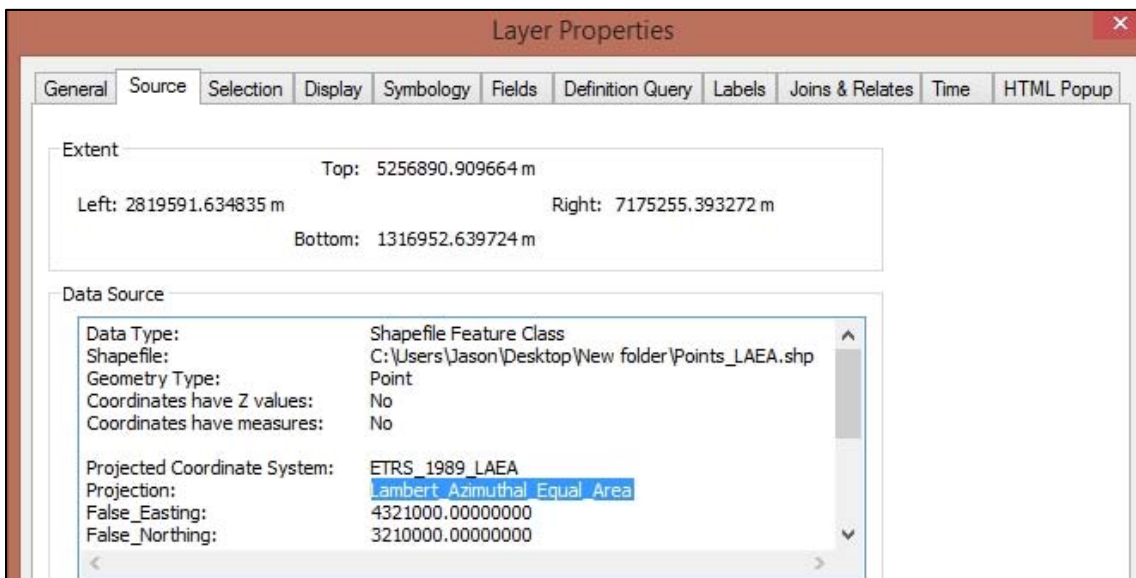 Layer Properties
General Source Selection Display Symbology Fields Definition Query Labels Joins & Relates Time HTML Popup
Extent
Top: 5256890.909664 m
Left: 2819591.634835 m Right: 7175255.393272 m
Bottom: 1316952.639724 m
Data Source
Data Type: Shapefile Feature Class
Shapefile: C:\Users\Jason\Desktop\New folder\Points_LAEA.shp
Geometry Type: Point
Coordinates have Z values: No
Coordinates have measures: No
Projected Coordinate System: ETRS_1989_LAEA
Projection: Lambert_Azimuthal_Equal_Area
False_Easting: 4321000.00000000
False_Northing: 3210000.00000000